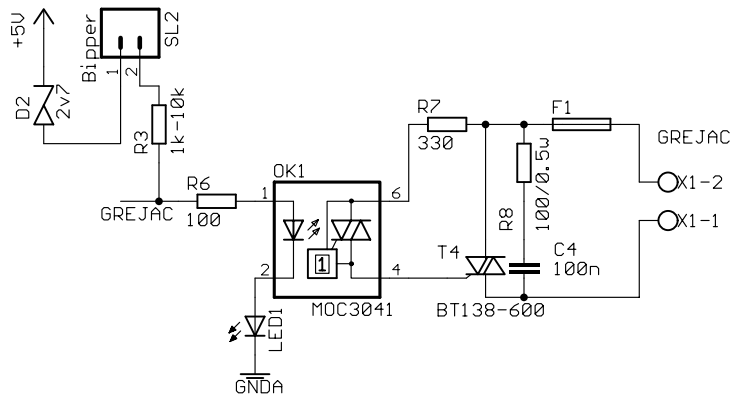 +5V
Bipper
SL2
1
2
D2
2v7
R3
1k-10k
R7
330
F1
GREJAC
OK1
R6
1
6
GREJAC
100
R8
100/0.5w
X1-2
X1-1
1
2
4
T4
C4
100n
MOC3041
BT138-600
LED1
GNDA